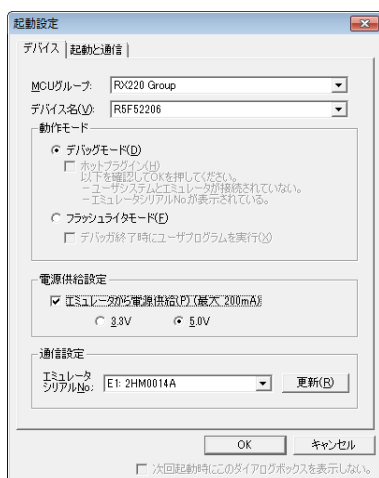 起動設定
デバイス 起動と通信
MCUグループ: RX220 Group
デバイス名(V): R5F52206
動作モード
デバッグモード(D)
ホットプラグイン(H)
以下を確認してOKを押してください。
－ユーザシステムとエミュレータが接続されていない。
－エミュレータシリアルNoが表示されている。
フラッシュライタモード(F)
デバッガ終了時にユーザプログラムを実行(X)
電源供給設定
エミュレータから電源供給(P) (最大 200mA)
3.3V 5.0V
通信設定
エミュレータ
シリアルNo: E1: 2HM0014A 更新(R)
OK キャンセル
次回起動時にこのダイアログボックスを表示しない。